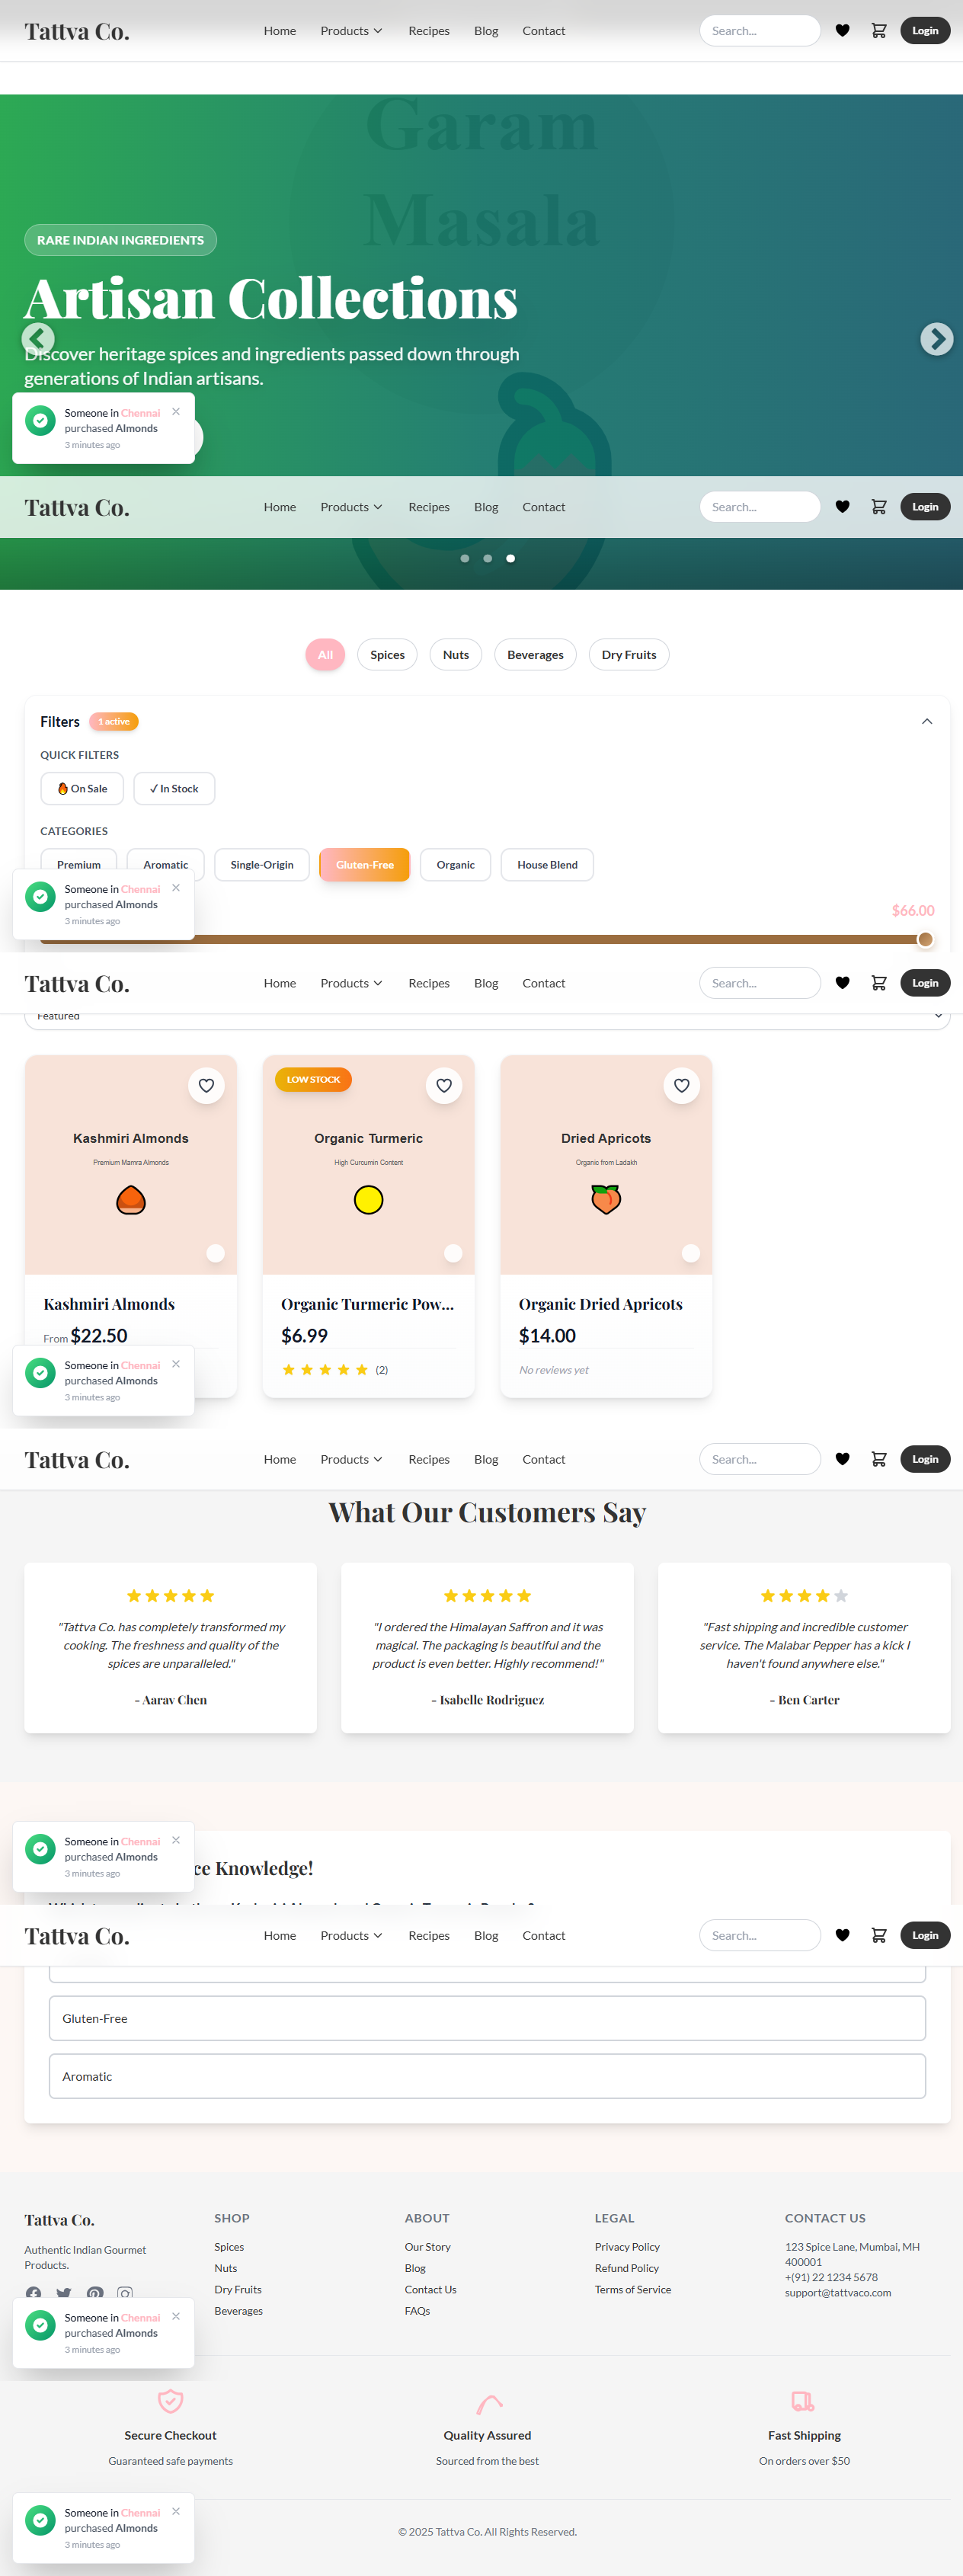 Tattva Co.
Home Products Recipes Blog Contact
Search...
Login
Garam
Masala
RARE INDIAN INGREDIENTS
Artisan Collections
Discover heritage spices and ingredients passed down through
generations of Indian artisans.
Someone in Chennai
purchased Almonds
3 minutes ago
Tattva Co.
Home Products Recipes Blog Contact
Search...
Login
All Spices Nuts Beverages Dry Fruits
Filters 1 active
QUICK FILTERS
On Sale ✓ In Stock
CATEGORIES
Premium Aromatic Single-Origin Gluten-Free Organic House Blend
Someone in Chennai
purchased Almonds
3 minutes ago
$66.00
Tattva Co.
Home Products Recipes Blog Contact
Search...
Login
Featured
Kashmiri Almonds
Premium Mamra Almonds
LOW STOCK
Organic Turmeric
High Curcumin Content
Dried Apricots
Organic from Ladakh
Kashmiri Almonds
From $22.50
Organic Turmeric Pow...
$6.99
(2)
Organic Dried Apricots
$14.00
No reviews yet
Someone in Chennai
purchased Almonds
3 minutes ago
Tattva Co.
Home Products Recipes Blog Contact
Search...
Login
What Our Customers Say
"Tattva Co. has completely transformed my
cooking. The freshness and quality of the
spices are unparalleled."
- Aarav Chen
"I ordered the Himalayan Saffron and it was
magical. The packaging is beautiful and the
product is even better. Highly recommend!"
- Isabelle Rodriguez
"Fast shipping and incredible customer
service. The Malabar Pepper has a kick I
haven't found anywhere else."
- Ben Carter
Someone in Chennai
purchased Almonds
3 minutes ago
Knowledge!
Tattva Co.
Home Products Recipes Blog Contact
Search...
Login
Gluten-Free
Aromatic
Tattva Co.
Authentic Indian Gourmet
Products.
SHOP
Spices
Nuts
Dry Fruits
Beverages
ABOUT
Our Story
Blog
Contact Us
FAQs
LEGAL
Privacy Policy
Refund Policy
Terms of Service
CONTACT US
123 Spice Lane, Mumbai, MH
400001
+(91) 22 1234 5678
support@tattvaco.com
Someone in Chennai
purchased Almonds
3 minutes ago
Secure Checkout
Guaranteed safe payments
Quality Assured
Sourced from the best
Fast Shipping
On orders over $50
Someone in Chennai
purchased Almonds
3 minutes ago
© 2025 Tattva Co. All Rights Reserved.